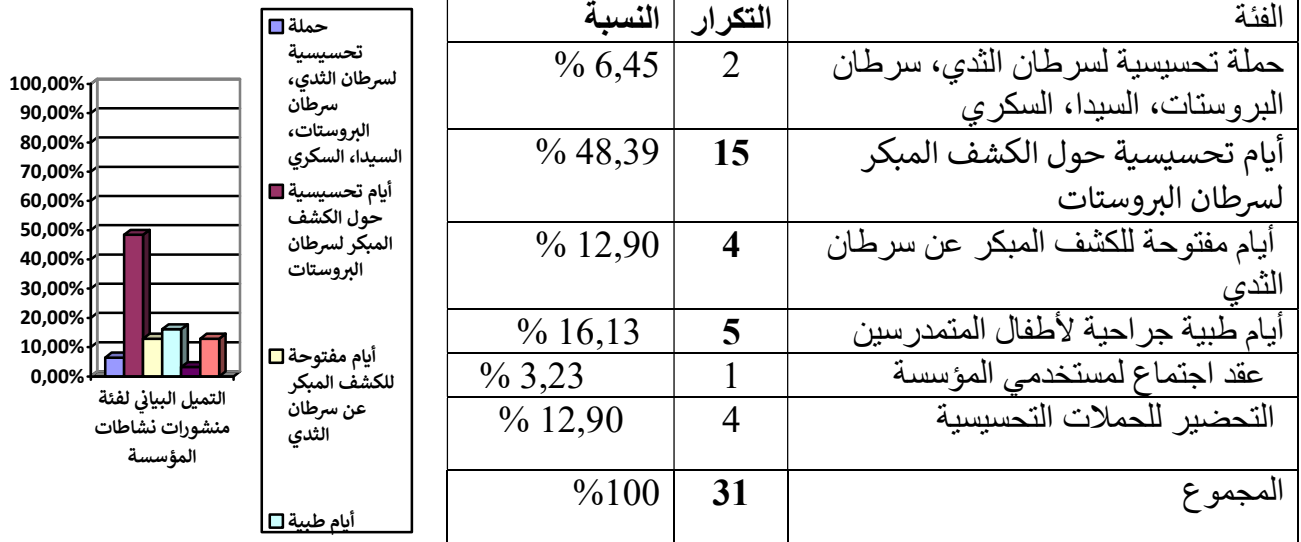 الفئة التكرار النسبة
حملة تحسيسية لسرطان الثدي، سرطان البروستات، السيدا، السكري 2 6,45 %
أيام تحسيسية حول الكشف المبكر لسرطان البروستات 15 48,39 %
أيام مفتوحة للكشف المبكر عن سرطان الثدي 4 12,90 %
أيام طبية جراحية لأطفال المتمدرسين 5 16,13 %
عقد اجتماع لمستخدمي المؤسسة 1 3,23 %
التحضير للحملات التحسيسية 4 12,90 %
المجموع 31 100%
حملة
تحسيسية
لسرطان الثدي،
سرطان
البروستات،
السيدا، السكري
أيام تحسيسية
حول الكشف
المبكر لسرطان
البروستات
أيام مفتوحة
للكشف المبكر
عن سرطان
الثدي
أيام طبية
100,00%
90,00%
80,00%
70,00%
60,00%
50,00%
40,00%
30,00%
20,00%
10,00%
0,00%
التميل البياني لفئة
منشورات نشاطات
المؤسسة